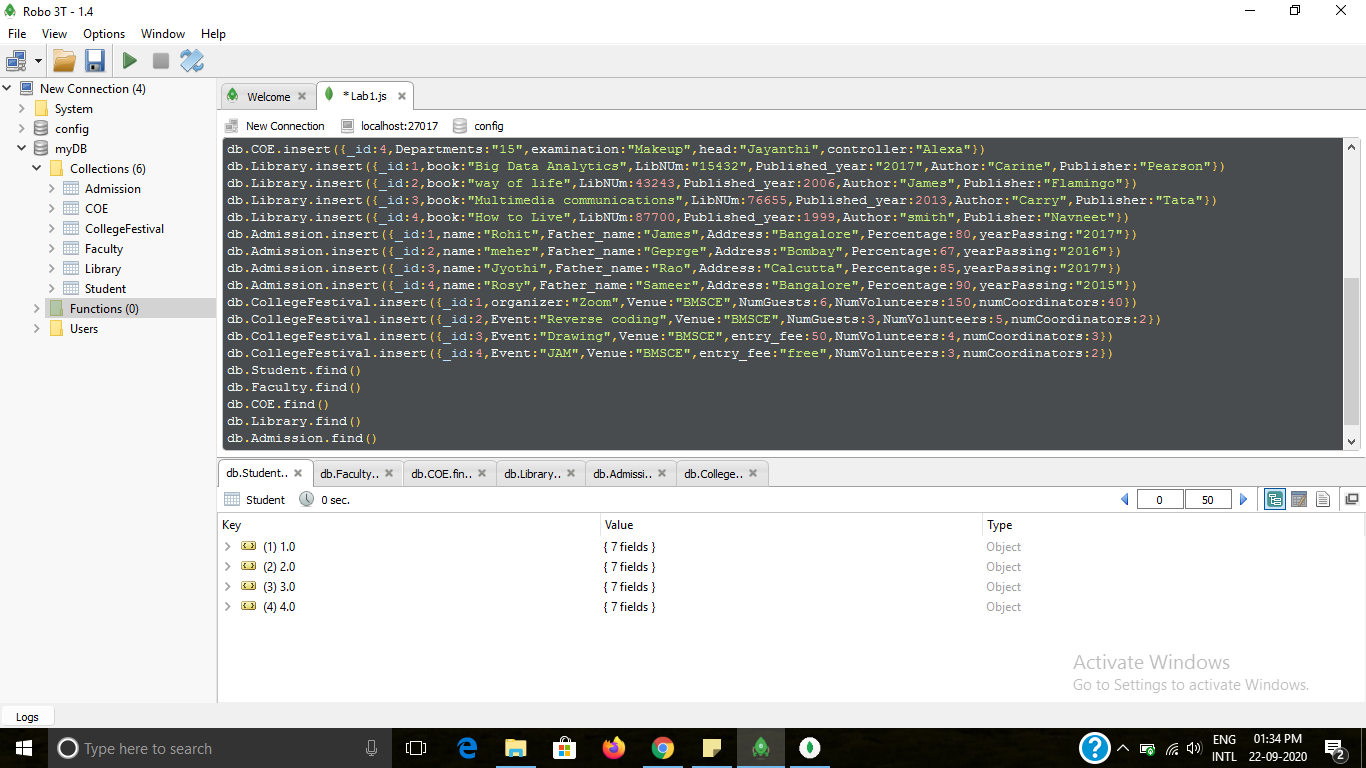 Robo 3T - 1.4
File View Options Window Help
New Connection (4)
System
config
myDB
Collections (6)
Admission
COE
CollegeFestival
Faculty
Library
Student
Functions (0)
Users
Welcome *Lab1.js
New Connection localhost:27017 config
db.COE.insert({_id:4,Departments:"15",examination:"Makeup",head:"Jayanthi",controller:"Alexa"})
db.Library.insert({_id:1,book:"Big Data Analytics",LibNUm:"15432",Published_year:"2017",Author:"Carine",Publisher:"Pearson"})
db.Library.insert({_id:2,book:"way of life",LibNUm:43243,Published_year:2006,Author:"James",Publisher:"Flamingo"})
db.Library.insert({_id:3,book:"Multimedia communications",LibNUm:76655,Published_year:2013,Author:"Carry",Publisher:"Tata"})
db.Library.insert({_id:4,book:"How to Live",LibNUm:87700,Published_year:1999,Author:"smith",Publisher:"Navneet"})
db.Admission.insert({_id:1,name:"Rohit",Father_name:"James",Address:"Bangalore",Percentage:80,yearPassing:"2017"})
db.Admission.insert({_id:2,name:"meher",Father_name:"Geprge",Address:"Bombay",Percentage:67,yearPassing:"2016"})
db.Admission.insert({_id:3,name:"Jyothi",Father_name:"Rao",Address:"Calcutta",Percentage:85,yearPassing:"2017"})
db.Admission.insert({_id:4,name:"Rosy",Father_name:"Sameer",Address:"Bangalore",Percentage:90,yearPassing:"2015"})
db.CollegeFestival.insert({_id:1,organizer:"Zoom",Venue:"BMSCE",NumGuests:6,NumVolunteers:150,numCoordinators:40})
db.CollegeFestival.insert({_id:2,Event:"Reverse coding",Venue:"BMSCE",NumGuests:3,NumVolunteers:5,numCoordinators:2})
db.CollegeFestival.insert({_id:3,Event:"Drawing",Venue:"BMSCE",entry_fee:50,NumVolunteers:4,numCoordinators:3})
db.CollegeFestival.insert({_id:4,Event:"JAM",Venue:"BMSCE",entry_fee:"free",NumVolunteers:3,numCoordinators:2})
db.Student.find()
db.Faculty.find()
db.COE.find()
db.Library.find()
db.Admission.find()
db.Student.. db.Faculty.. db.COE.fin.. db.Library.. db.Admissi.. db.College..
Student 0 sec. 0 50
Key Value Type
(1) 1.0 { 7 fields } Object
(2) 2.0 { 7 fields } Object
(3) 3.0 { 7 fields } Object
(4) 4.0 { 7 fields } Object
Activate Windows
Go to Settings to activate Windows.
Logs
Type here to search
ENG 01:34 PM
INTL 22-09-2020 2